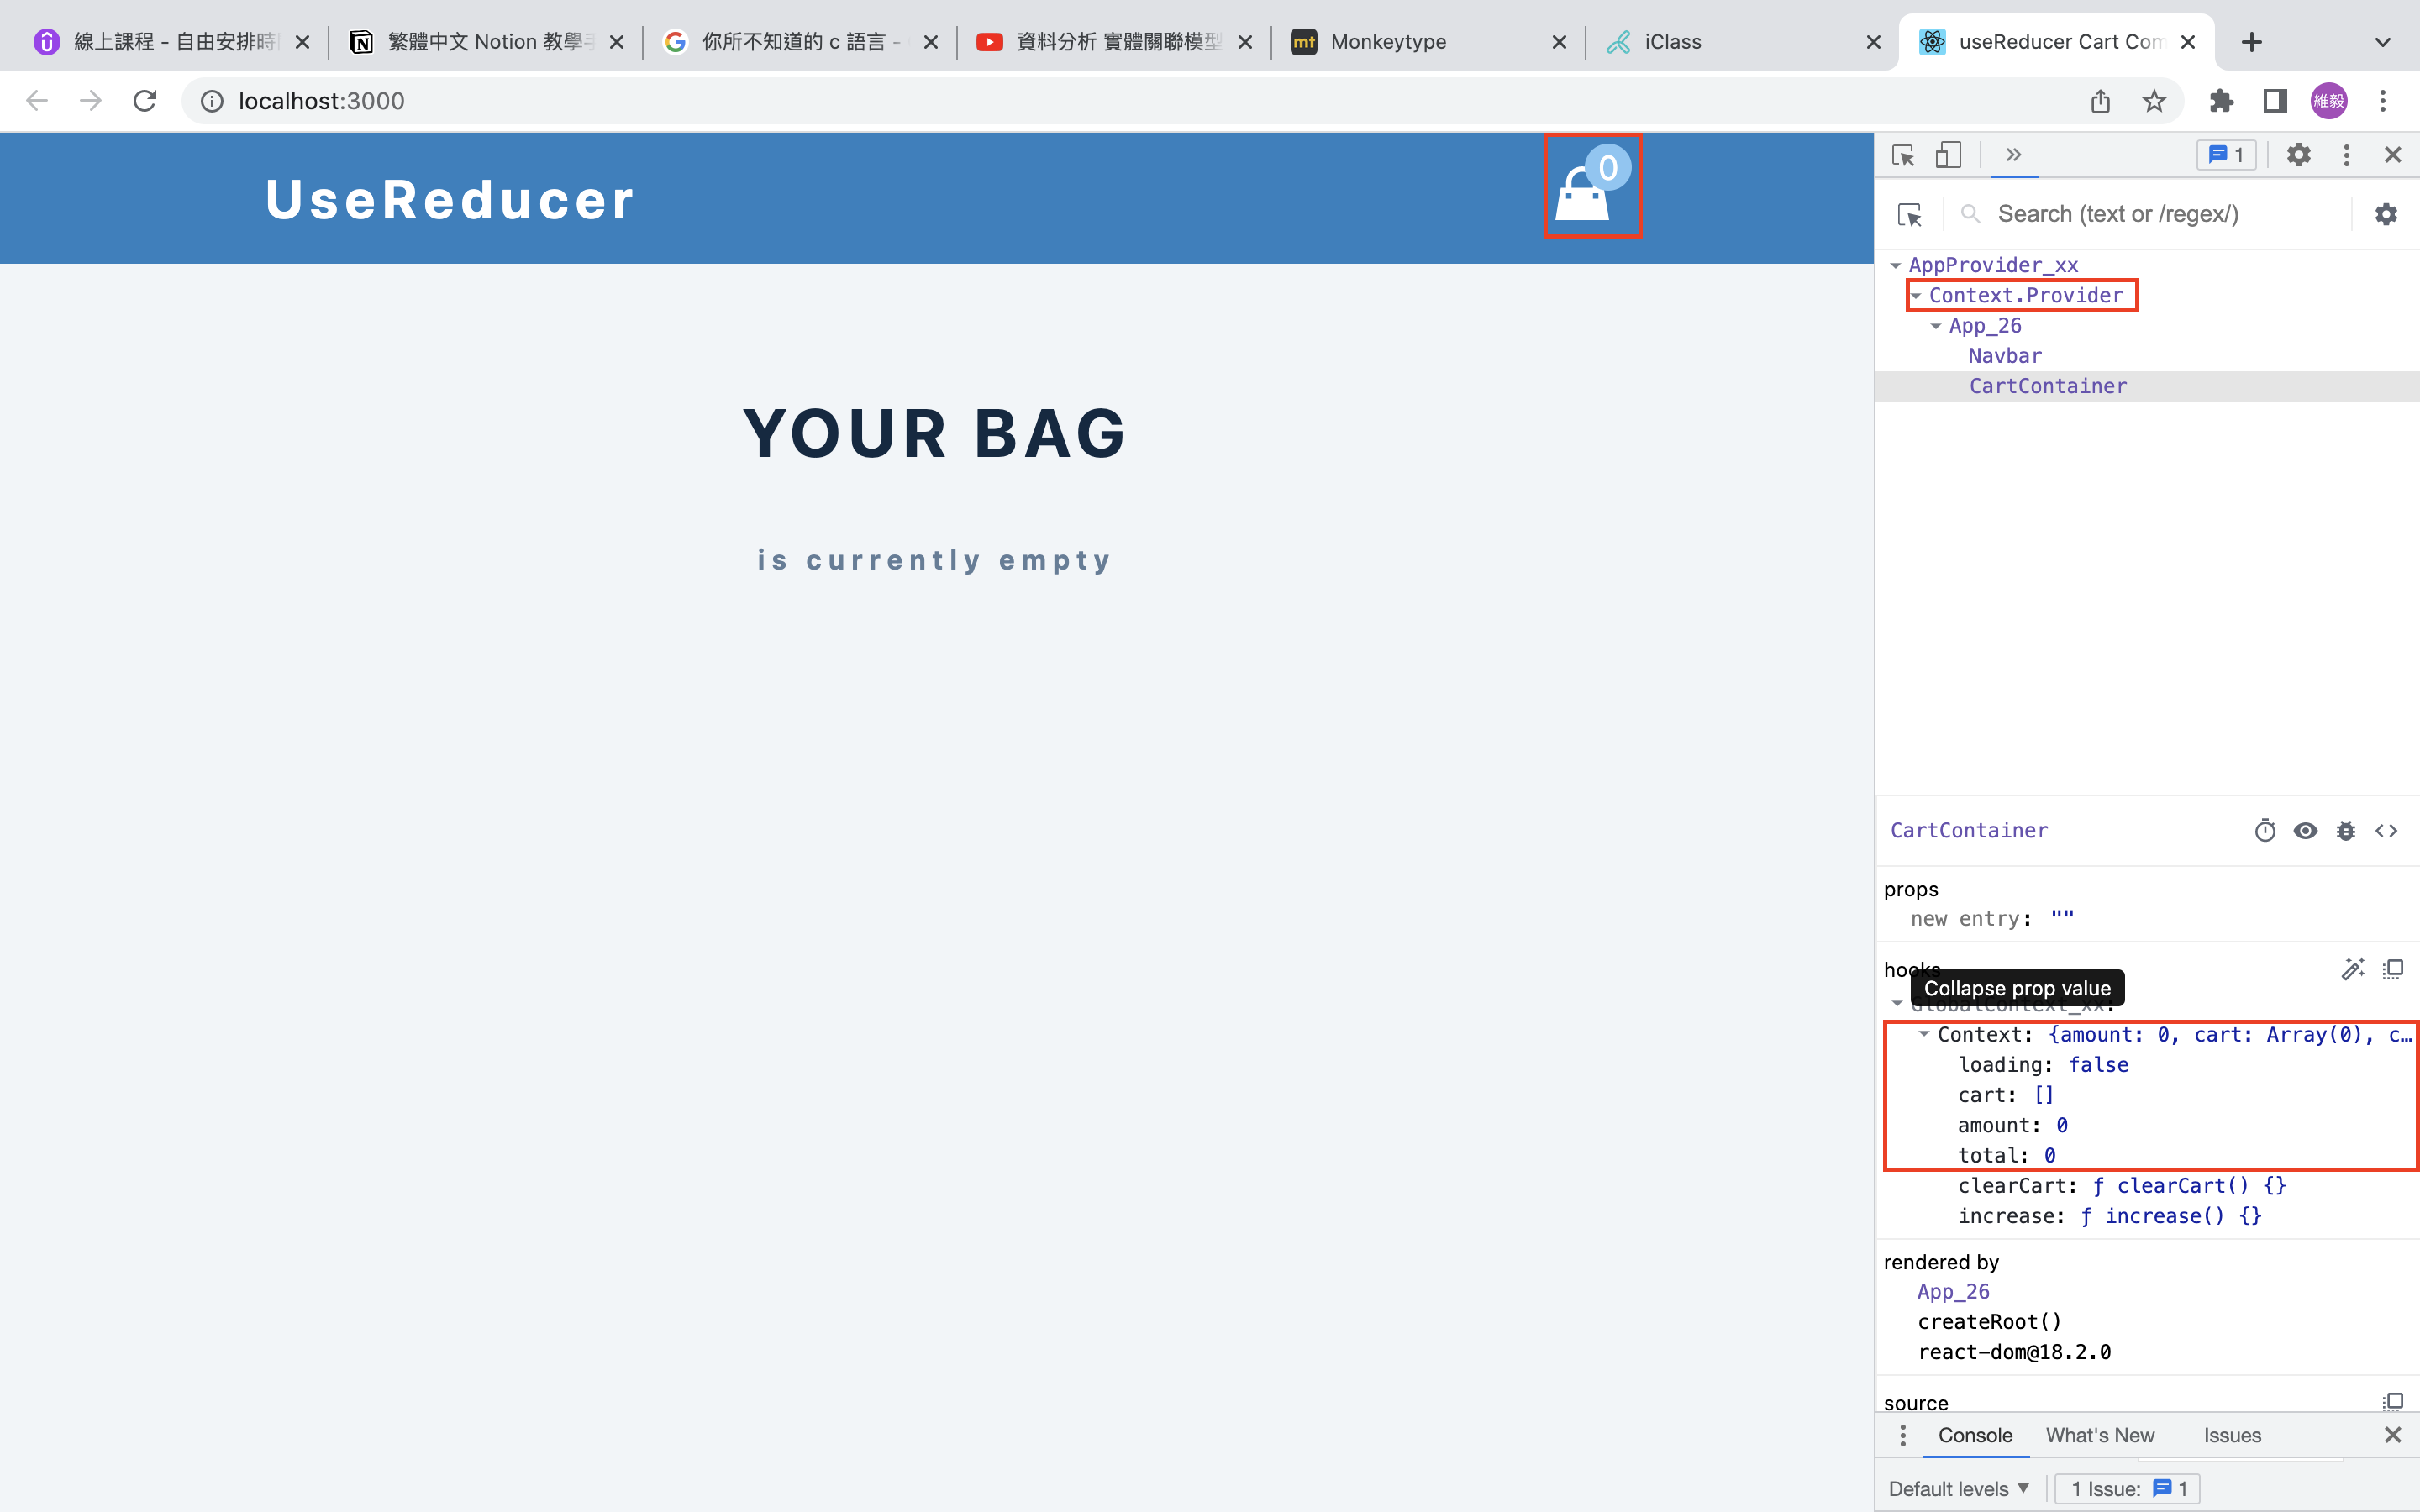 線上課程 - 自由安排時
繁體中文 Notion 教學
你所不知道的 c 語言 -
資料分析 實體關聯模型
mt Monkeytype
iClass
useReducer Cart Com
localhost:3000
維毅
UseReducer
0
YOUR BAG
is currently empty
1
Search (text or /regex/)
AppProvider_xx
Context.Provider
App_26
Navbar
CartContainer
CartContainer
props
new entry: ""
hooks
Collapse prop value
GlobalContext_xx:
Context: {amount: 0, cart: Array(0), c…
loading: false
cart: []
amount: 0
total: 0
clearCart: ƒ clearCart() {}
increase: ƒ increase() {}
rendered by
App_26
createRoot()
react-dom@18.2.0
source
Console What's New Issues
Default levels ▼ 1 Issue: 1